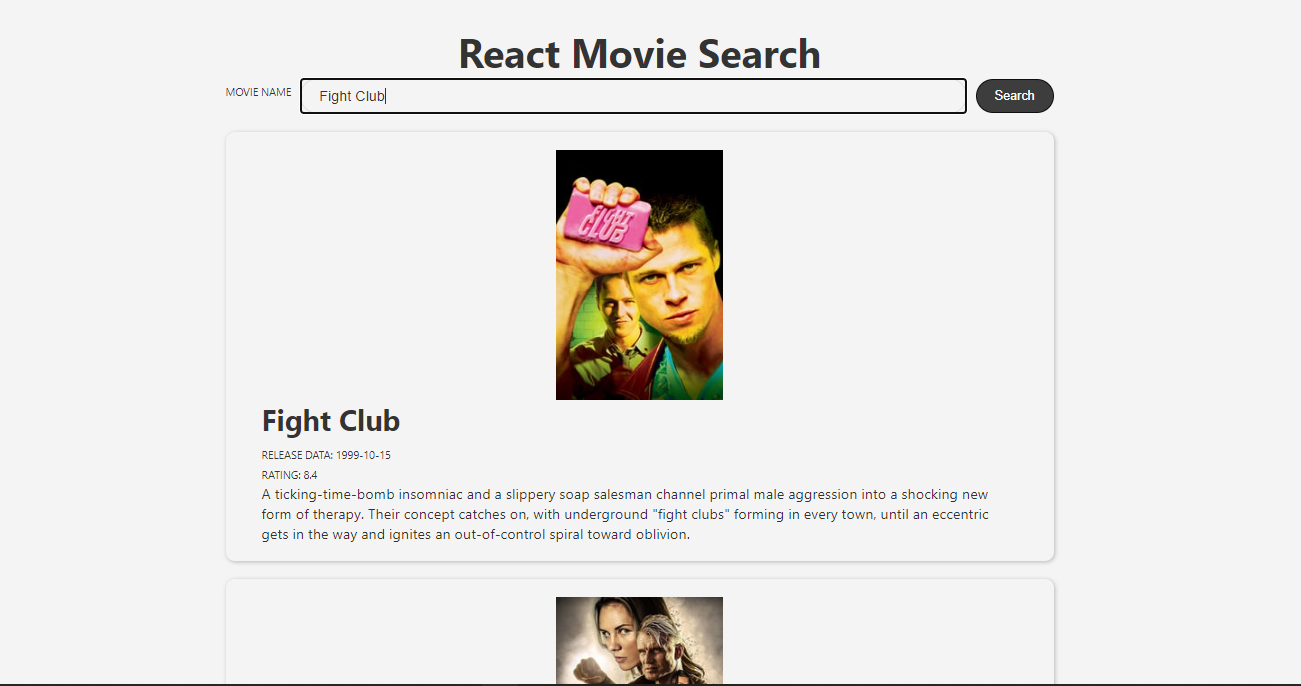 React Movie Search
MOVIE NAME
Fight Club
Search
FIGHT
CLUB
Fight Club
RELEASE DATA: 1999-10-15
RATING: 8.4
A ticking-time-bomb insomniac and a slippery soap salesman channel primal male aggression into a shocking new
form of therapy. Their concept catches on, with underground "fight clubs" forming in every town, until an eccentric
gets in the way and ignites an out-of-control spiral toward oblivion.